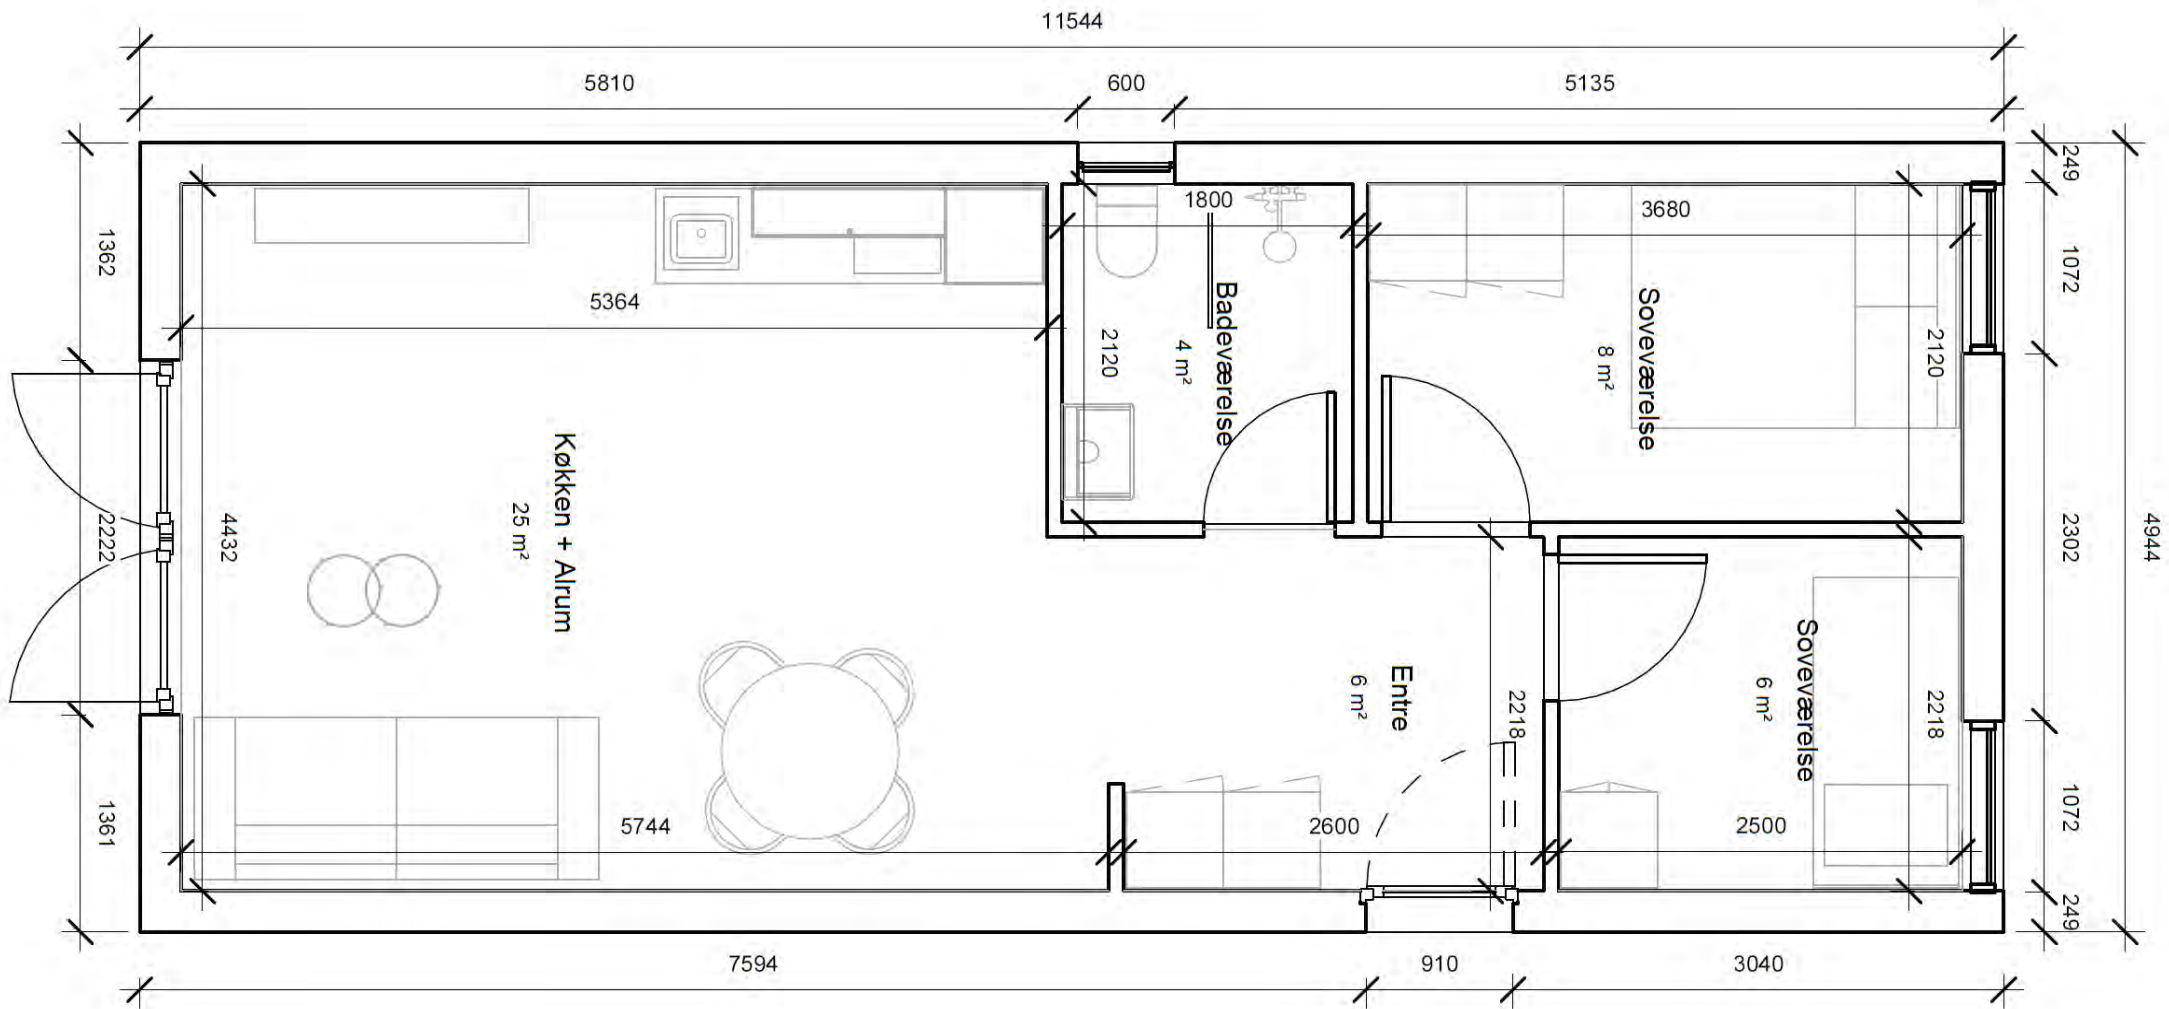 11544
5810
600
5135
249
1800
3680
1362
1072
5364
Badeværelse
4 m²
2120
Soveværelse
8 m²
2120
Køkken + Alrum
25 m²
4432
2222
2302
4944
Entre
6 m²
2218
Soveværelse
6 m²
2218
1361
5744
2600
2500
1072
249
7594
910
3040